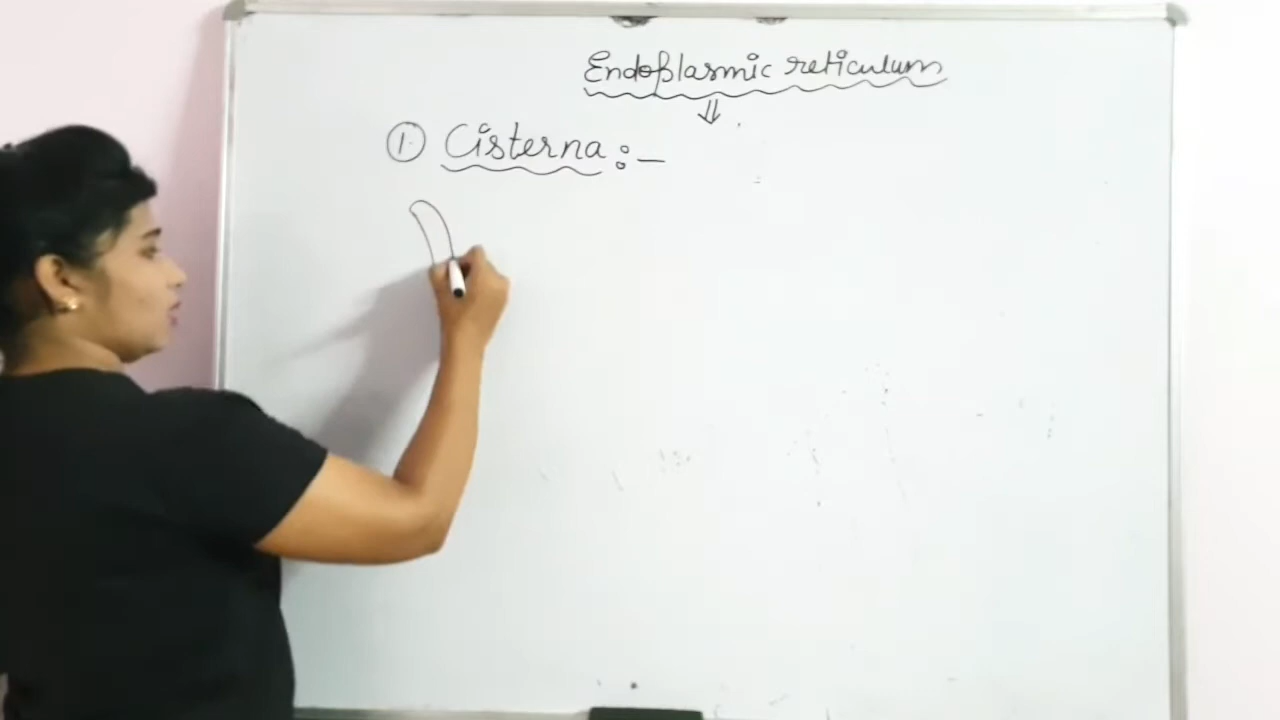 Endoplasmic reticulum
⇓
① Cisterna :-